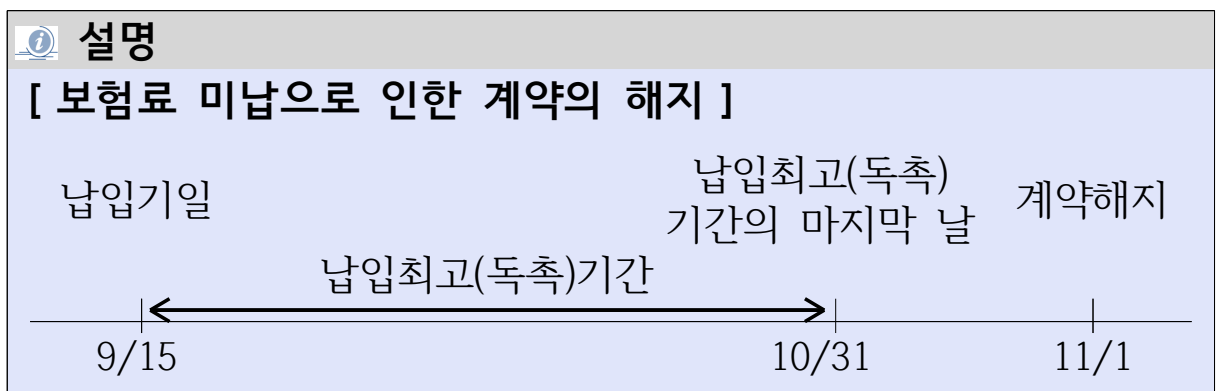 설명
[ 보험료 미납으로 인한 계약의 해지 ]
납입기일
납입최고(독촉)
기간의 마지막 날
계약해지
납입최고(독촉)기간
9/15
10/31
11/1